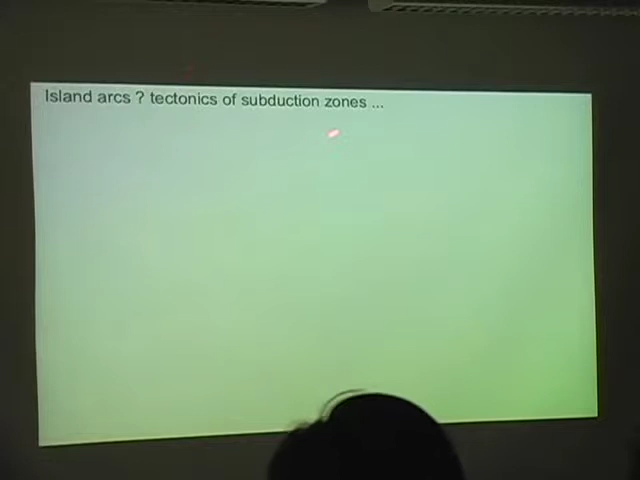 Island arcs ? tectonics of subduction zones ...